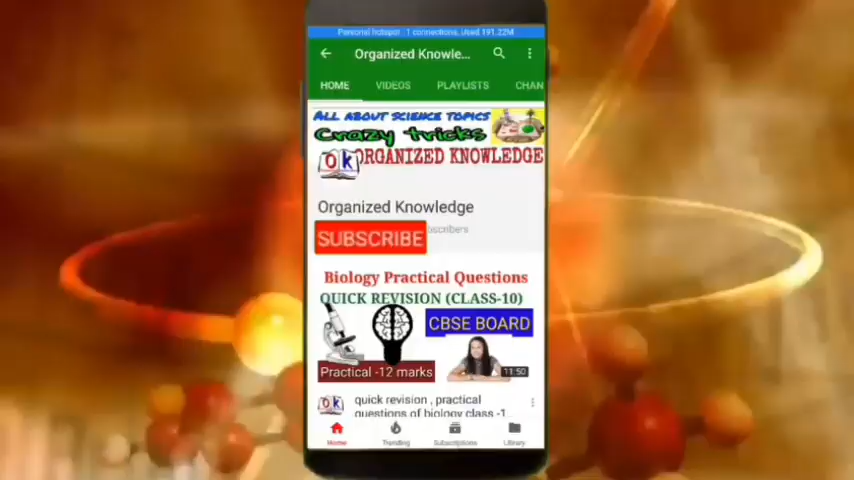 Personal hotspot : 1 connections, Used 191.22M
Organized Knowle...
HOME VIDEOS PLAYLISTS CHAN
ALL ABOUT SCIENCE TOPICS
Crazy tricks
ok ORGANIZED KNOWLEDGE
Organized Knowledge
SUBSCRIBE bscribers
Biology Practical Questions
QUICK REVISION (CLASS-10)
CBSE BOARD
Practical -12 marks
11:50
ok quick revision , practical
questions of biology class -1
Home Trending Subscriptions Library